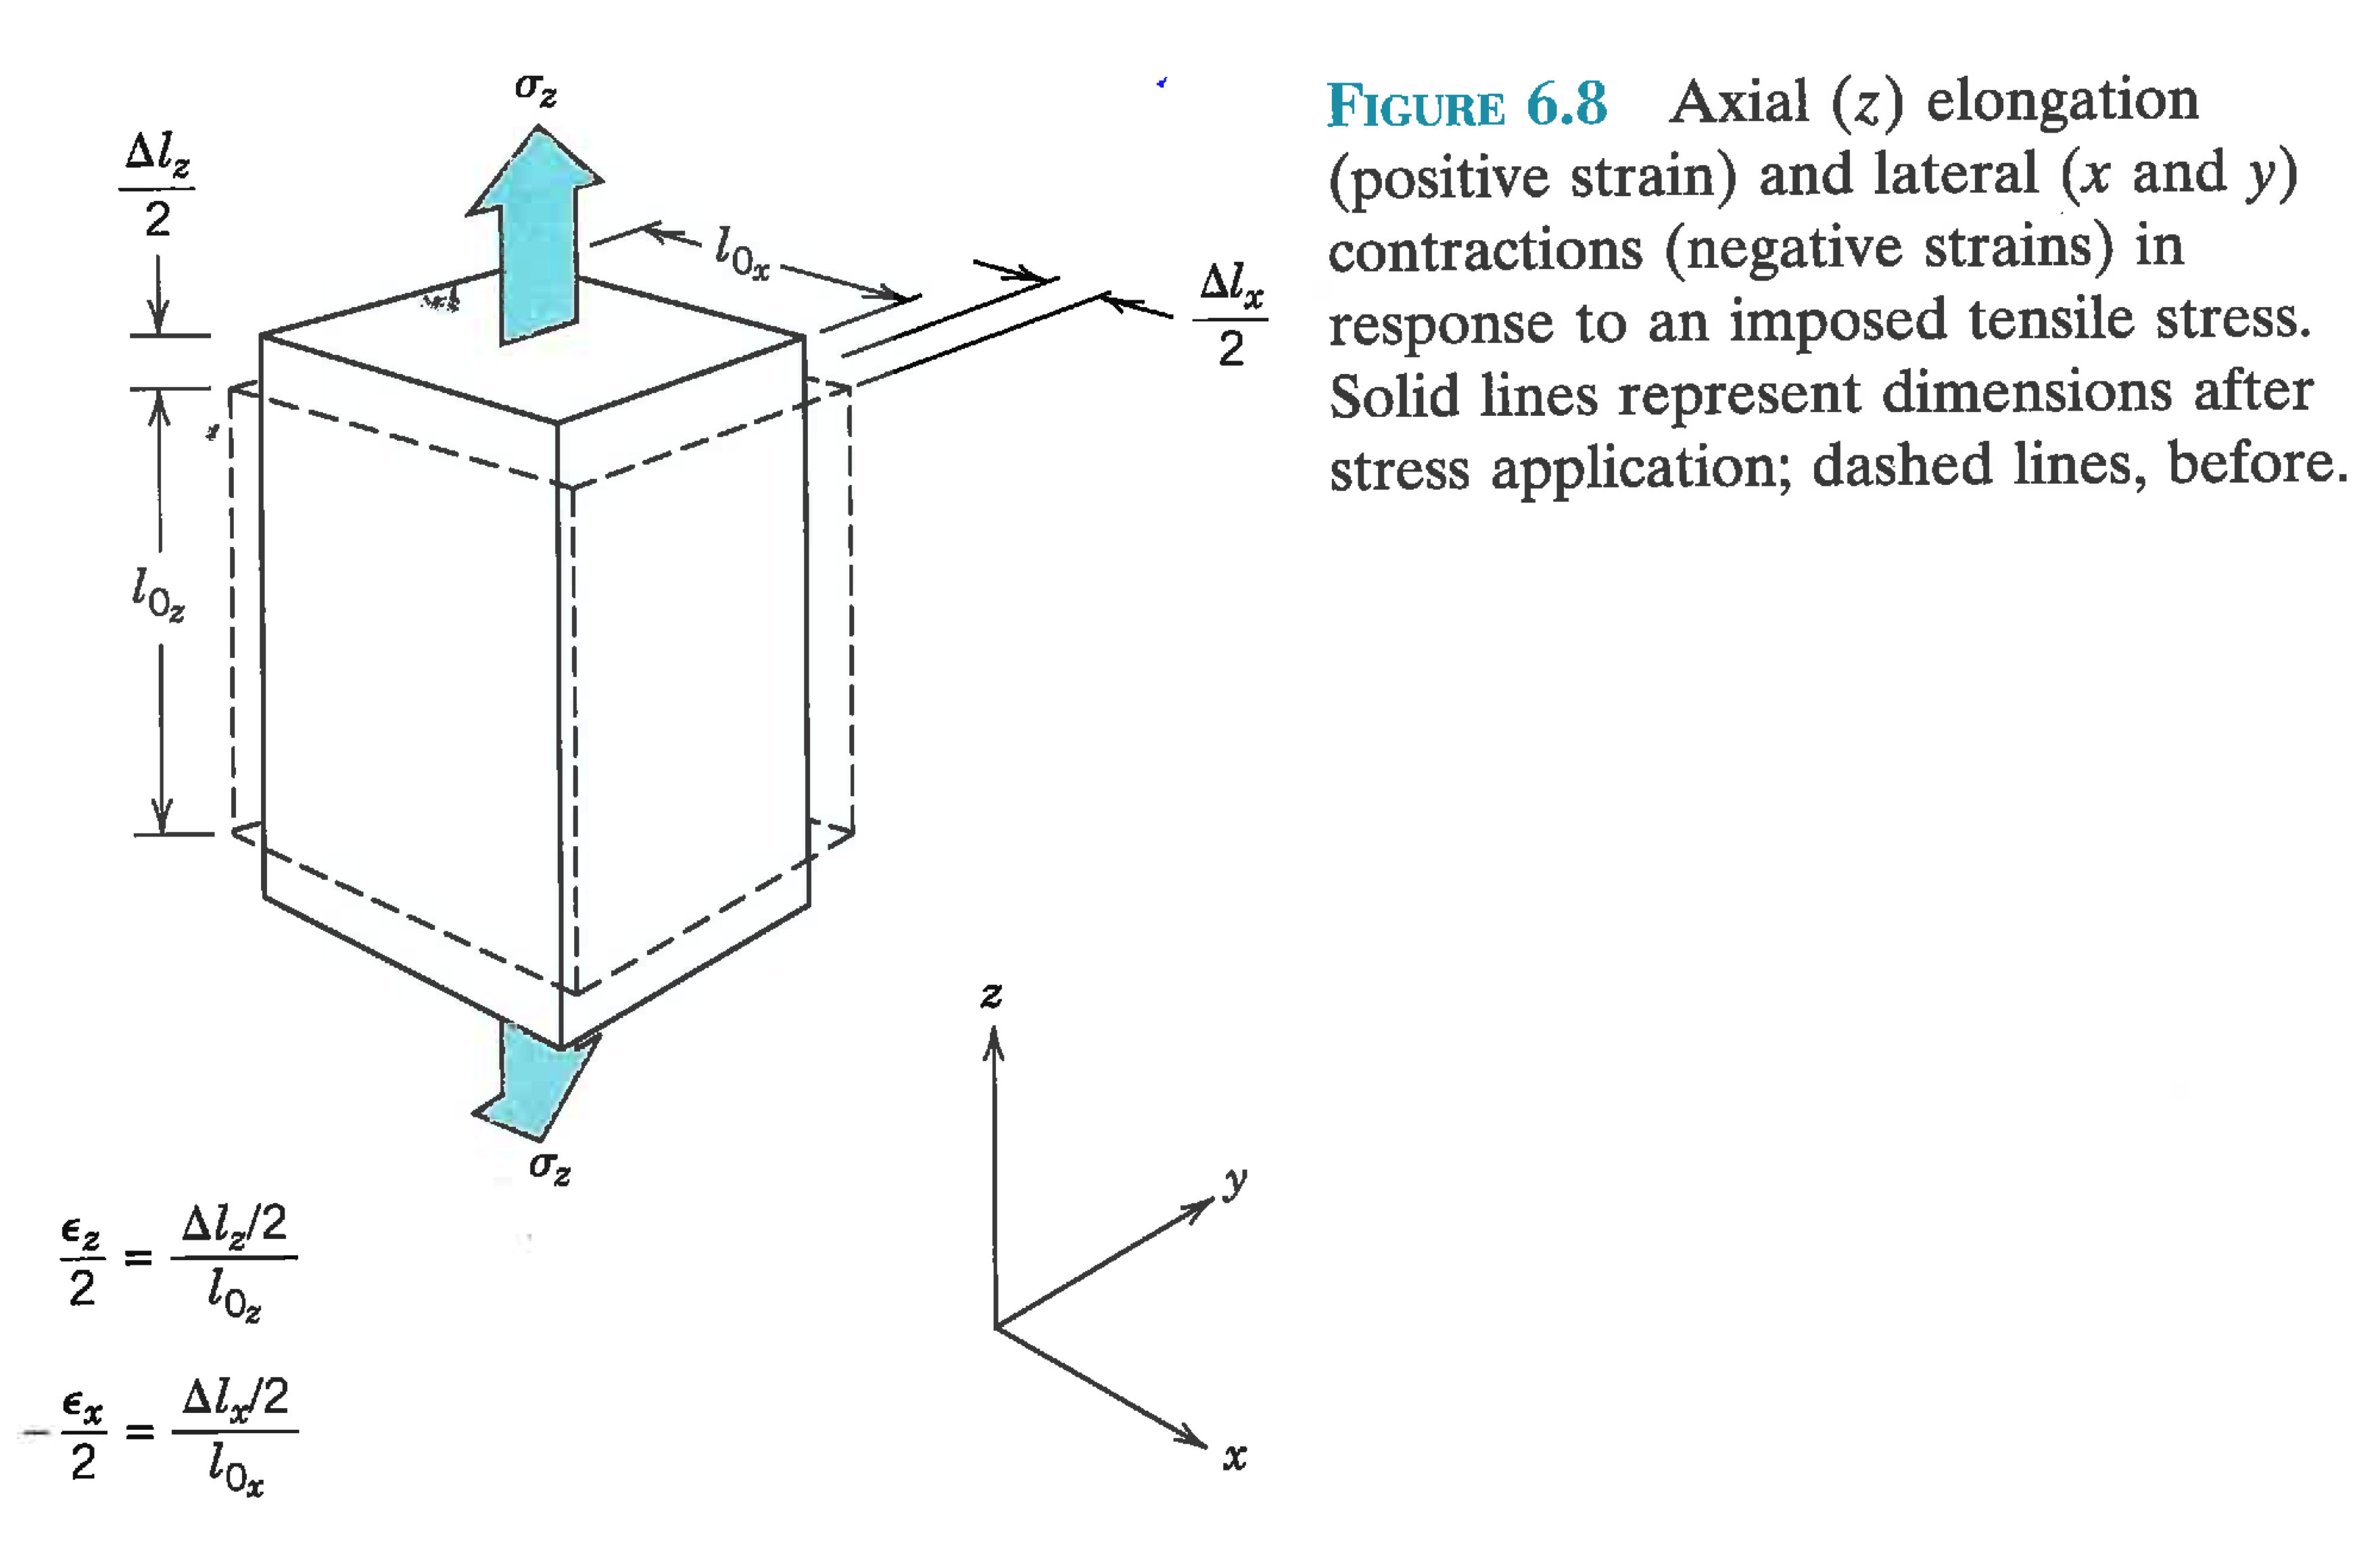 σz
Δlz
2
l0x
Δlx
2
l0z
σz
ϵz/2 = Δlz/2 / l0z
− ϵx/2 = Δlx/2 / l0x
z
y
x
FIGURE 6.8 Axial (z) elongation
(positive strain) and lateral (x and y)
contractions (negative strains) in
response to an imposed tensile stress.
Solid lines represent dimensions after
stress application; dashed lines, before.